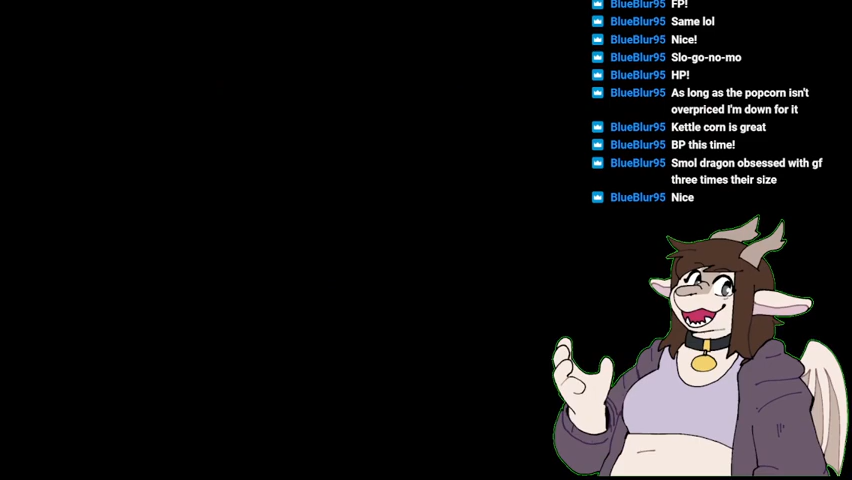 BlueBlur95 FP!
BlueBlur95 Same lol
BlueBlur95 Nice!
BlueBlur95 Slo-go-no-mo
BlueBlur95 HP!
BlueBlur95 As long as the popcorn isn't
overpriced I'm down for it
BlueBlur95 Kettle corn is great
BlueBlur95 BP this time!
BlueBlur95 Smol dragon obsessed with gf
three times their size
BlueBlur95 Nice